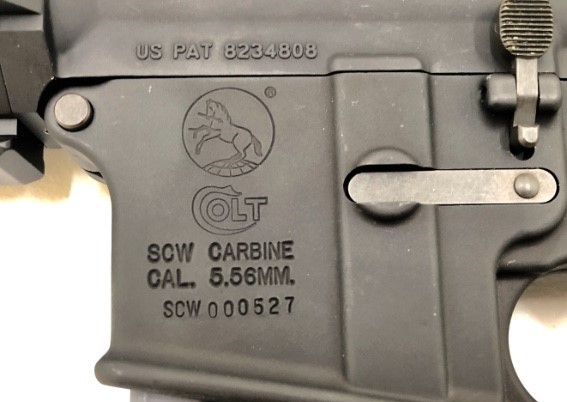 US PAT 8234808
®
COLT
SCW CARBINE
CAL. 5.56MM.
SCW 000527